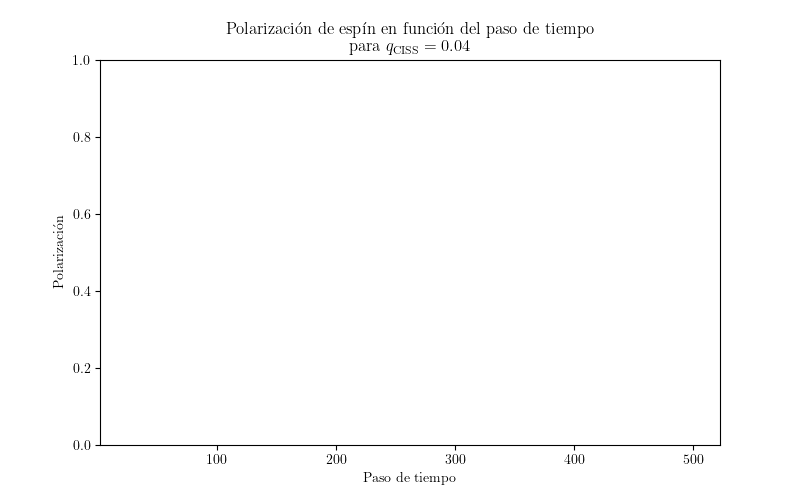 Polarización de espín en función del paso de tiempo
para q_CISS = 0.04
1.0
0.8
0.6
0.4
0.2
0.0
Polarización
100 200 300 400 500
Paso de tiempo